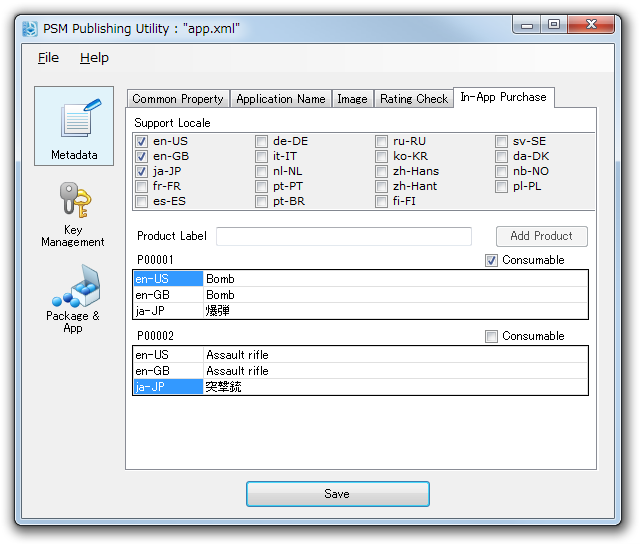 PSM Publishing Utility : "app.xml"
File Help
Metadata
Key
Management
Package &
App
Common Property Application Name Image Rating Check In-App Purchase
Support Locale
en-US de-DE ru-RU sv-SE
en-GB it-IT ko-KR da-DK
ja-JP nl-NL zh-Hans nb-NO
fr-FR pt-PT zh-Hant pl-PL
es-ES pt-BR fi-FI
Product Label Add Product
P00001 Consumable
en-US Bomb
en-GB Bomb
ja-JP 爆弾
P00002 Consumable
en-US Assault rifle
en-GB Assault rifle
ja-JP 突撃銃
Save